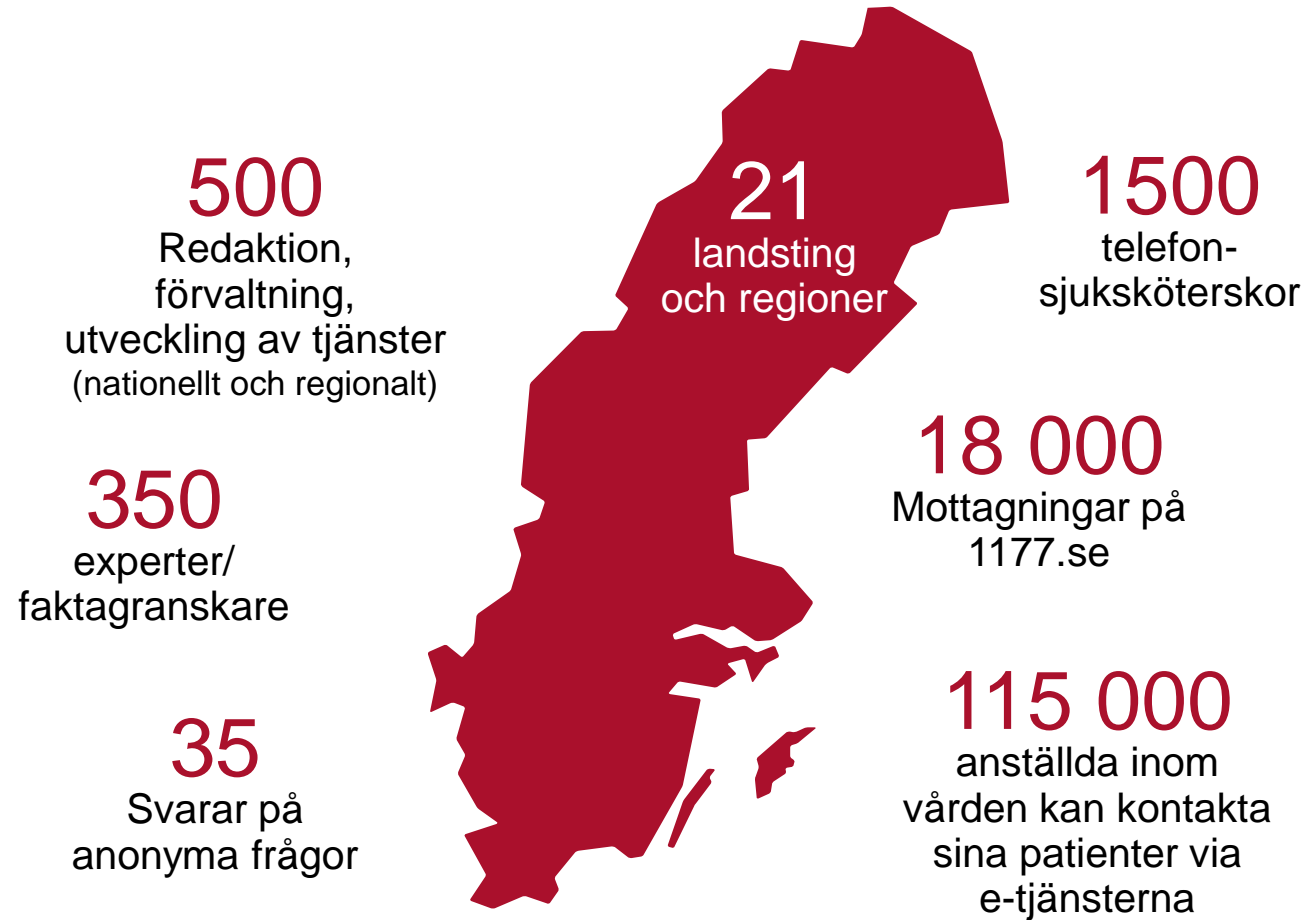 500
Redaktion,
förvaltning,
utveckling av tjänster
(nationellt och regionalt)
350
experter/
faktagranskare
35
Svarar på
anonyma frågor
21
landsting
och regioner
1500
telefon-
sjuksköterskor
18 000
Mottagningar på
1177.se
115 000
anställda inom
vården kan kontakta
sina patienter via
e-tjänsterna